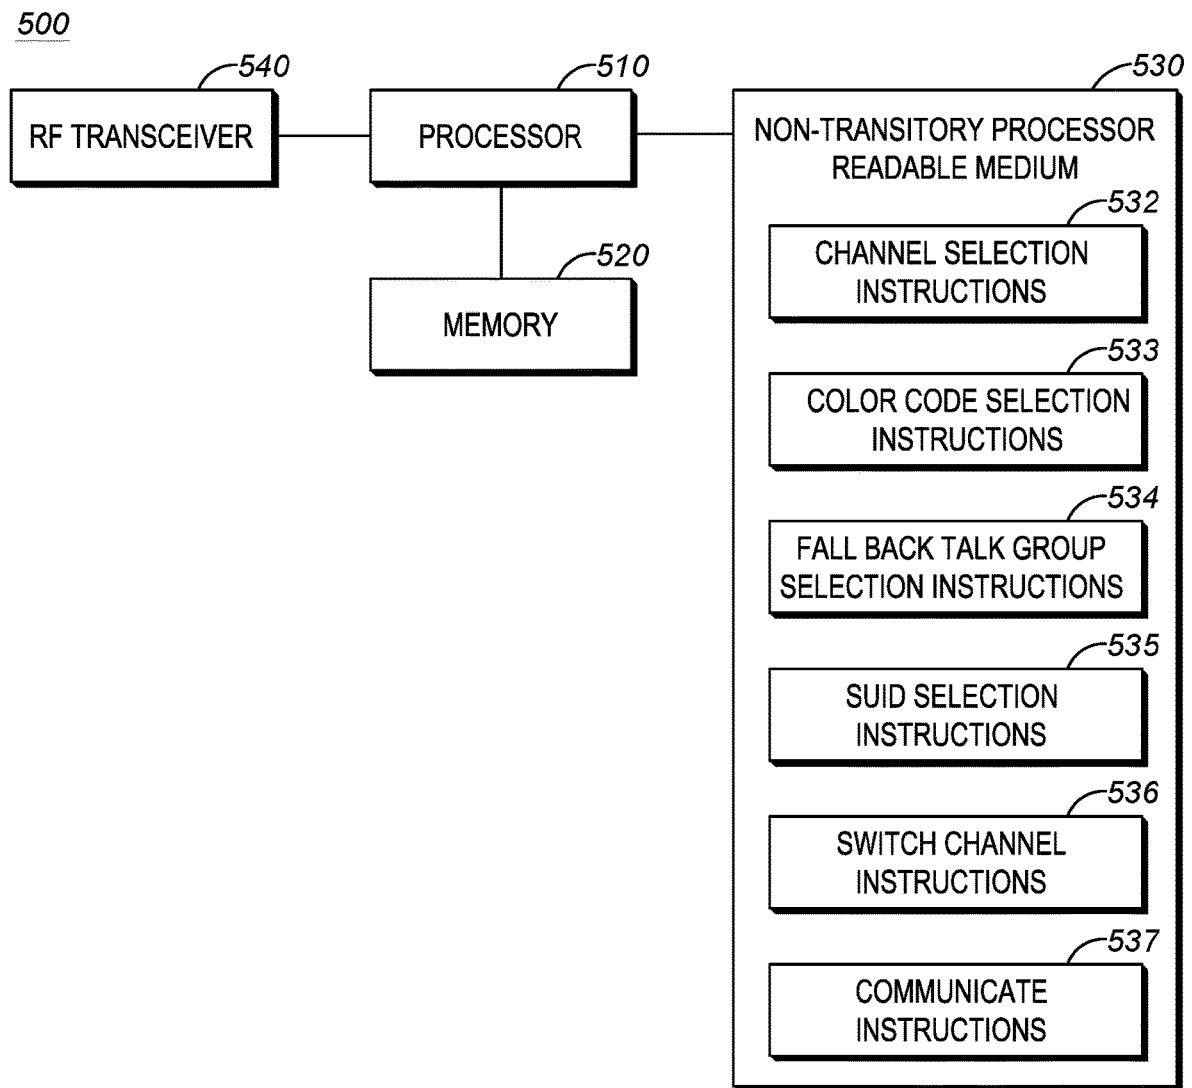 500
540
RF TRANSCEIVER
510
PROCESSOR
520
MEMORY
530
NON-TRANSITORY PROCESSOR
READABLE MEDIUM
532
CHANNEL SELECTION
INSTRUCTIONS
533
COLOR CODE SELECTION
INSTRUCTIONS
534
FALL BACK TALK GROUP
SELECTION INSTRUCTIONS
535
SUID SELECTION
INSTRUCTIONS
536
SWITCH CHANNEL
INSTRUCTIONS
537
COMMUNICATE
INSTRUCTIONS